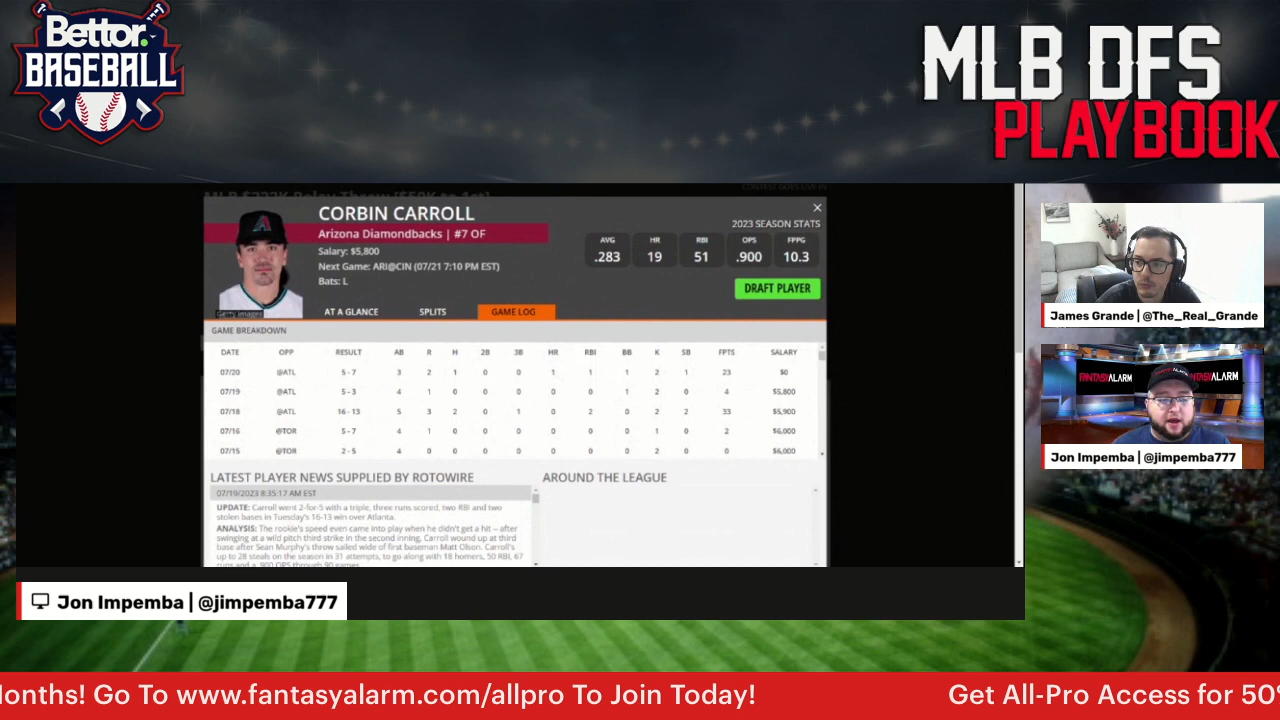 Bettor.
BASEBALL
MLB DFS
PLAYBOOK
CORBIN CARROLL
Arizona Diamondbacks | #7 OF
Salary: $5,800
Next Game: ARI@CIN (07/21 7:10 PM EST)
Bats: L
2023 SEASON STATS
AVG HR RBI OPS FPPG
.283 19 51 .900 10.3
DRAFT PLAYER
Getty Images
AT A GLANCE SPLITS GAME LOG
GAME BREAKDOWN
DATE OPP RESULT AB R H 2B 3B HR RBI BB K SB FPTS SALARY
07/20 @ATL 5 - 7 3 2 1 0 0 1 1 1 2 1 23 $0
07/19 @ATL 5 - 3 4 1 0 0 0 0 0 1 2 0 4 $5,800
07/18 @ATL 16 - 13 5 3 2 0 1 0 2 0 2 2 33 $5,900
07/16 @TOR 5 - 7 4 1 0 0 0 0 0 0 1 0 2 $6,000
07/15 @TOR 2 - 5 4 0 0 0 0 0 0 0 2 0 0 $6,000
LATEST PLAYER NEWS SUPPLIED BY ROTOWIRE
AROUND THE LEAGUE
07/19/2023 8:35:17 AM EST
UPDATE: Carroll went 2-for-5 with a triple, three runs scored, two RBI and two
stolen bases in Tuesday's 16-13 win over Atlanta.
ANALYSIS: The rookie's speed even came into play when he didn't get a hit -- after
swinging at a wild pitch third strike in the second inning, Carroll wound up at third
base after Sean Murphy's throw sailed wide of first baseman Matt Olson. Carroll's
up to 28 steals on the season in 31 attempts, to go along with 18 homers, 50 RBI, 67
runs and a .900 OPS through 90 games.
James Grande | @The_Real_Grande
FANTASYALARM
Jon Impemba | @jimpemba777
Jon Impemba | @jimpemba777
onths! Go To www.fantasyalarm.com/allpro To Join Today! Get All-Pro Access for 50%